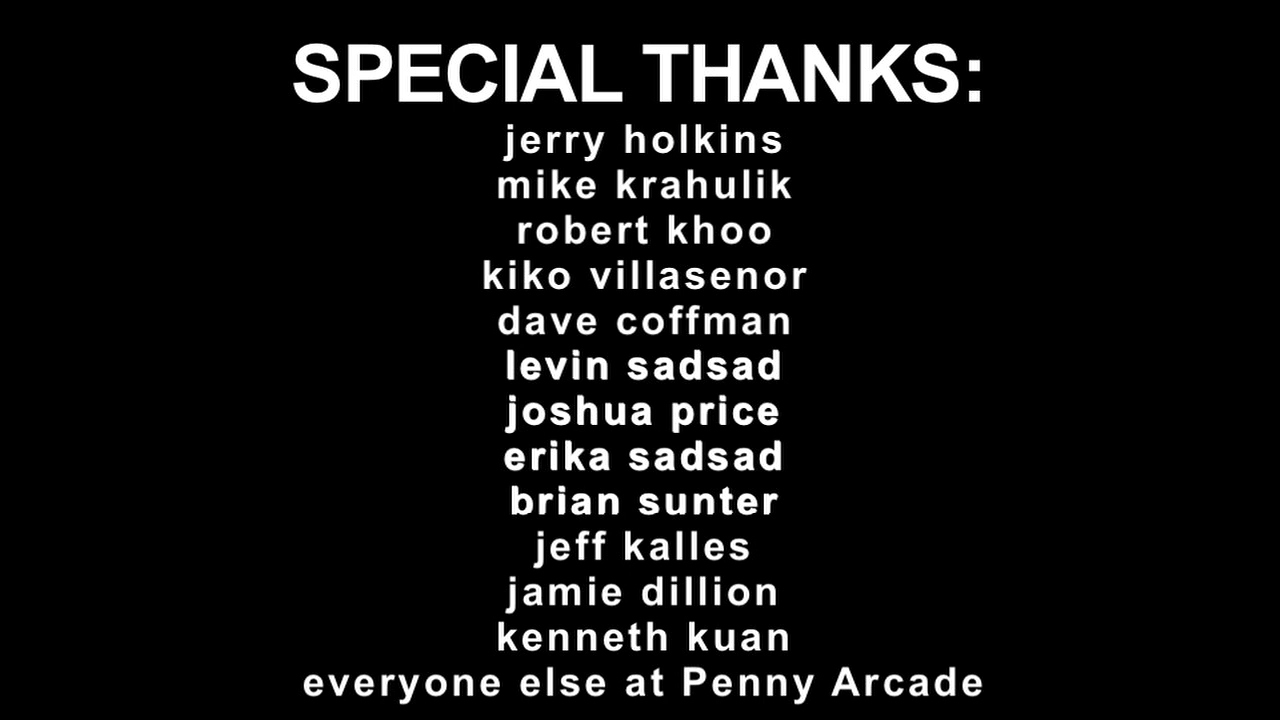 SPECIAL THANKS:
jerry holkins
mike krahulik
robert khoo
kiko villasenor
dave coffman
levin sadsad
joshua price
erika sadsad
brian sunter
jeff kalles
jamie dillion
kenneth kuan
everyone else at Penny Arcade